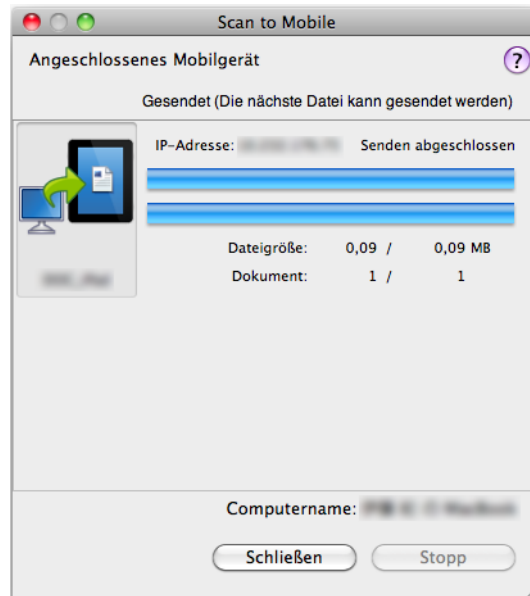 Scan to Mobile
Angeschlossenes Mobilgerät ?
Gesendet (Die nächste Datei kann gesendet werden)
IP-Adresse: Senden abgeschlossen
Dateigröße: 0,09 / 0,09 MB
Dokument: 1 / 1
Computername:
Schließen Stopp